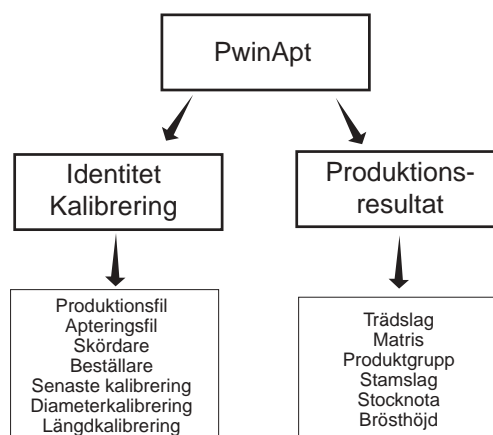 PwinApt
Identitet
Kalibrering
Produktions-
resultat
Produktionsfil
Apteringsfil
Skördare
Beställare
Senaste kalibrering
Diameterkalibrering
Längdkalibrering
Trädslag
Matris
Produktgrupp
Stamslag
Stocknota
Brösthöjd